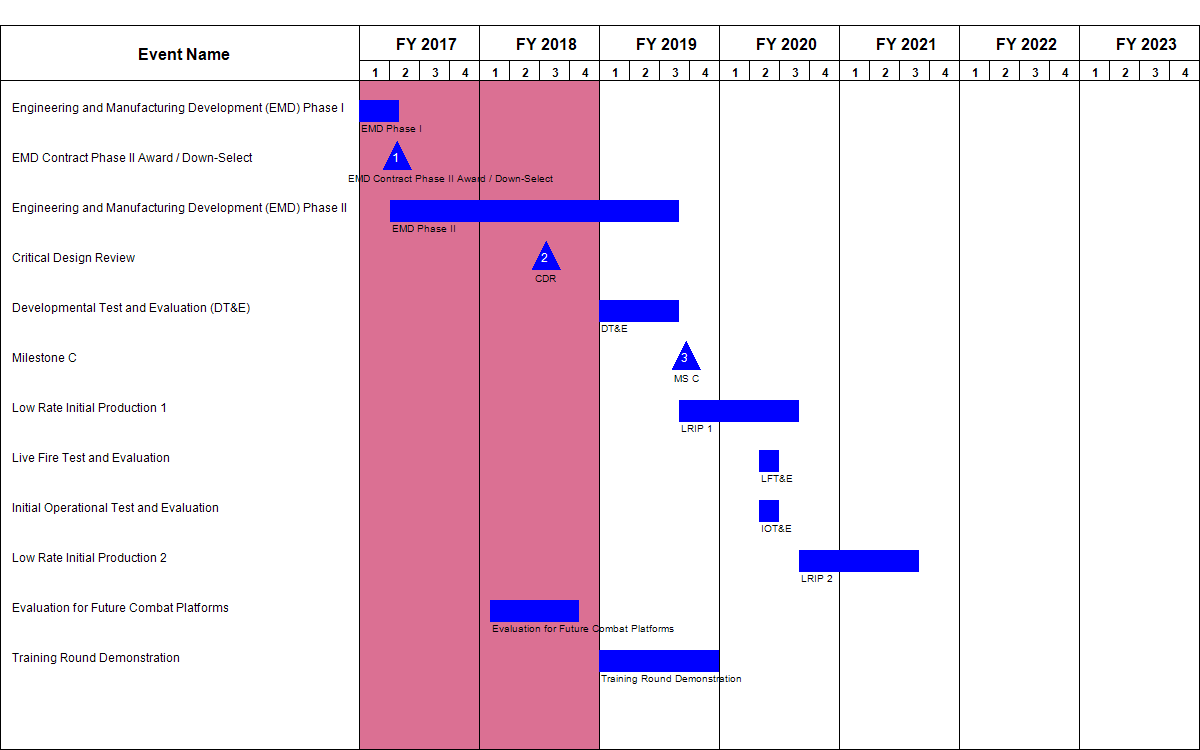 Event Name
FY 2017 FY 2018 FY 2019 FY 2020 FY 2021 FY 2022 FY 2023
1 2 3 4 1 2 3 4 1 2 3 4 1 2 3 4 1 2 3 4 1 2 3 4 1 2 3 4
Engineering and Manufacturing Development (EMD) Phase I
EMD Phase I
EMD Contract Phase II Award / Down-Select
1
EMD Contract Phase II Award / Down-Select
Engineering and Manufacturing Development (EMD) Phase II
EMD Phase II
Critical Design Review
2
CDR
Developmental Test and Evaluation (DT&E)
DT&E
Milestone C
3
MS C
Low Rate Initial Production 1
LRIP 1
Live Fire Test and Evaluation
LFT&E
Initial Operational Test and Evaluation
IOT&E
Low Rate Initial Production 2
LRIP 2
Evaluation for Future Combat Platforms
Evaluation for Future Combat Platforms
Training Round Demonstration
Training Round Demonstration